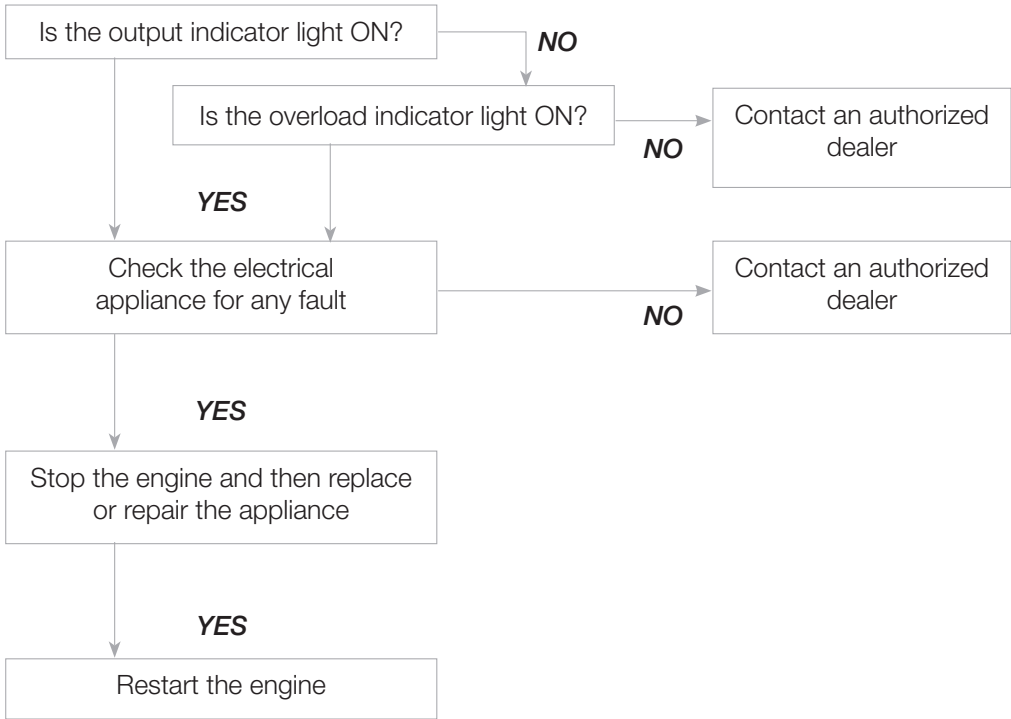 Is the output indicator light ON?
NO
Is the overload indicator light ON?
Contact an authorized
dealer
NO
YES
Check the electrical
appliance for any fault
Contact an authorized
dealer
NO
YES
Stop the engine and then replace
or repair the appliance
YES
Restart the engine